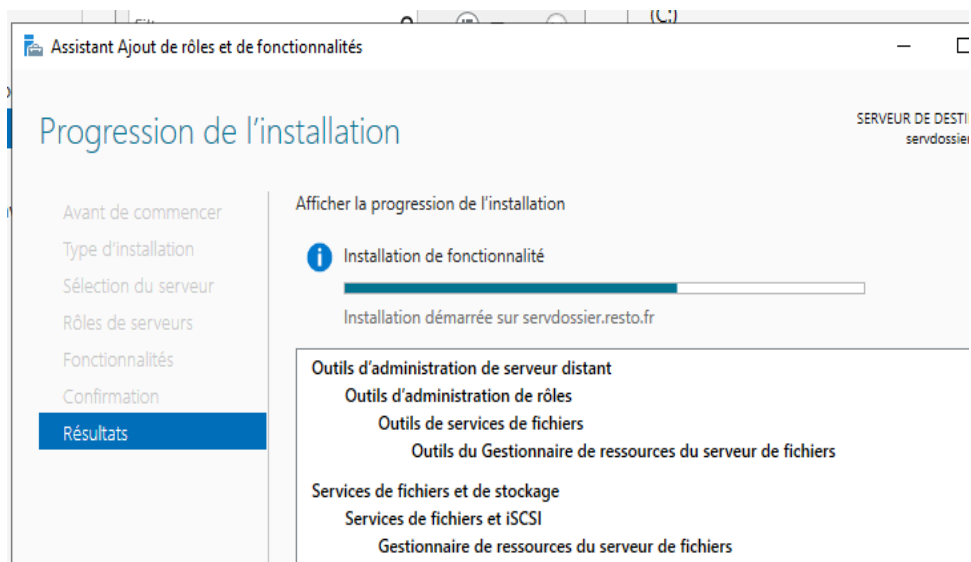 (C:)
Assistant Ajout de rôles et de fonctionnalités
Progression de l'installation
SERVEUR DE
servdossier
Avant de commencer
Type d'installation
Sélection du serveur
Rôles de serveurs
Fonctionnalités
Confirmation
Résultats
Afficher la progression de l'installation
Installation de fonctionnalité
Installation démarrée sur servdossier.resto.fr
Outils d'administration de serveur distant
Outils d'administration de rôles
Outils de services de fichiers
Outils du Gestionnaire de ressources du serveur de fichiers
Services de fichiers et de stockage
Services de fichiers et iSCSI
Gestionnaire de ressources du serveur de fichiers